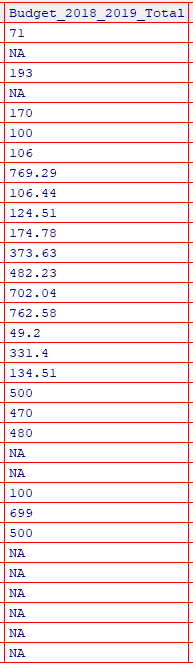 Budget_2018_2019_Total
71
NA
193
NA
170
100
106
769.29
106.44
124.51
174.78
373.63
482.23
702.04
762.58
49.2
331.4
134.51
500
470
480
NA
NA
100
699
500
NA
NA
NA
NA
NA
NA